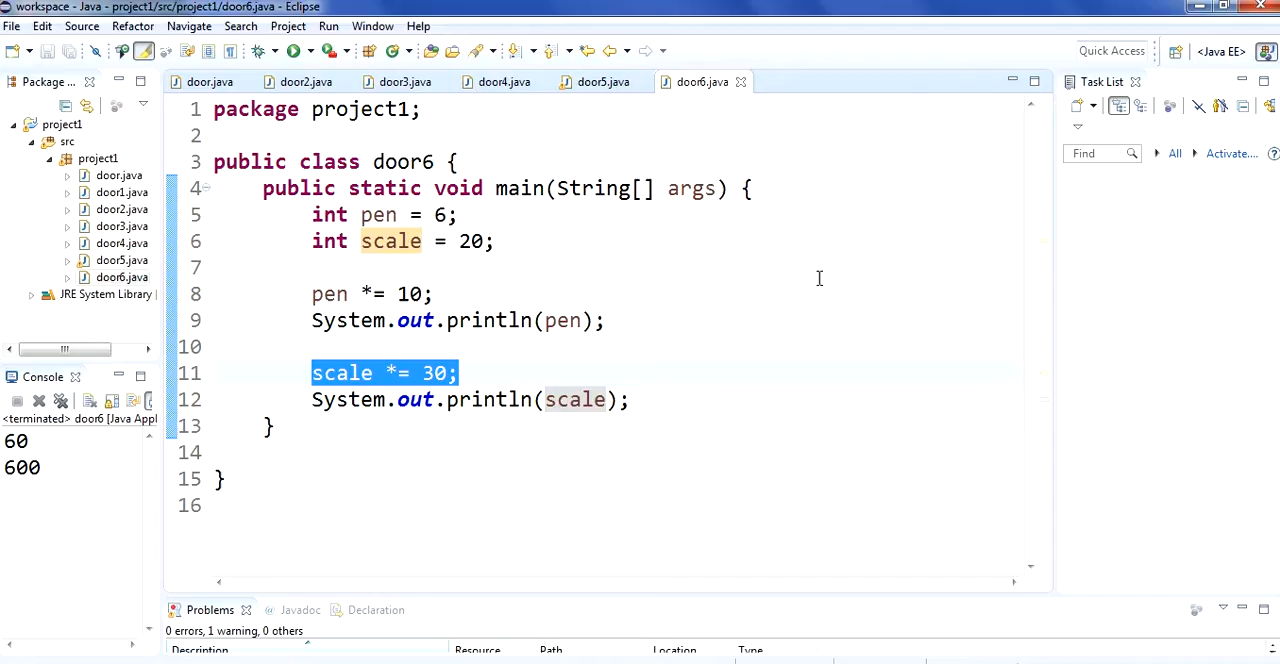 workspace - Java - project1/src/project1/door6.java - Eclipse
File Edit Source Refactor Navigate Search Project Run Window Help
Quick Access <Java EE>
Package ...
door.java door2.java door3.java door4.java door5.java door6.java
Task List
project1
src
project1
door.java
door1.java
door2.java
door3.java
door4.java
door5.java
door6.java
JRE System Library
1 package project1;
2
3 public class door6 {
4 public static void main(String[] args) {
5 int pen = 6;
6 int scale = 20;
7
8 pen *= 10;
9 System.out.println(pen);
10
11 scale *= 30;
12 System.out.println(scale);
13 }
14
15 }
16
Find All Activate....
Console
<terminated> door6 [Java Appl
60
600
Problems Javadoc Declaration
0 errors, 1 warning, 0 others
Description Resource Path Location Type